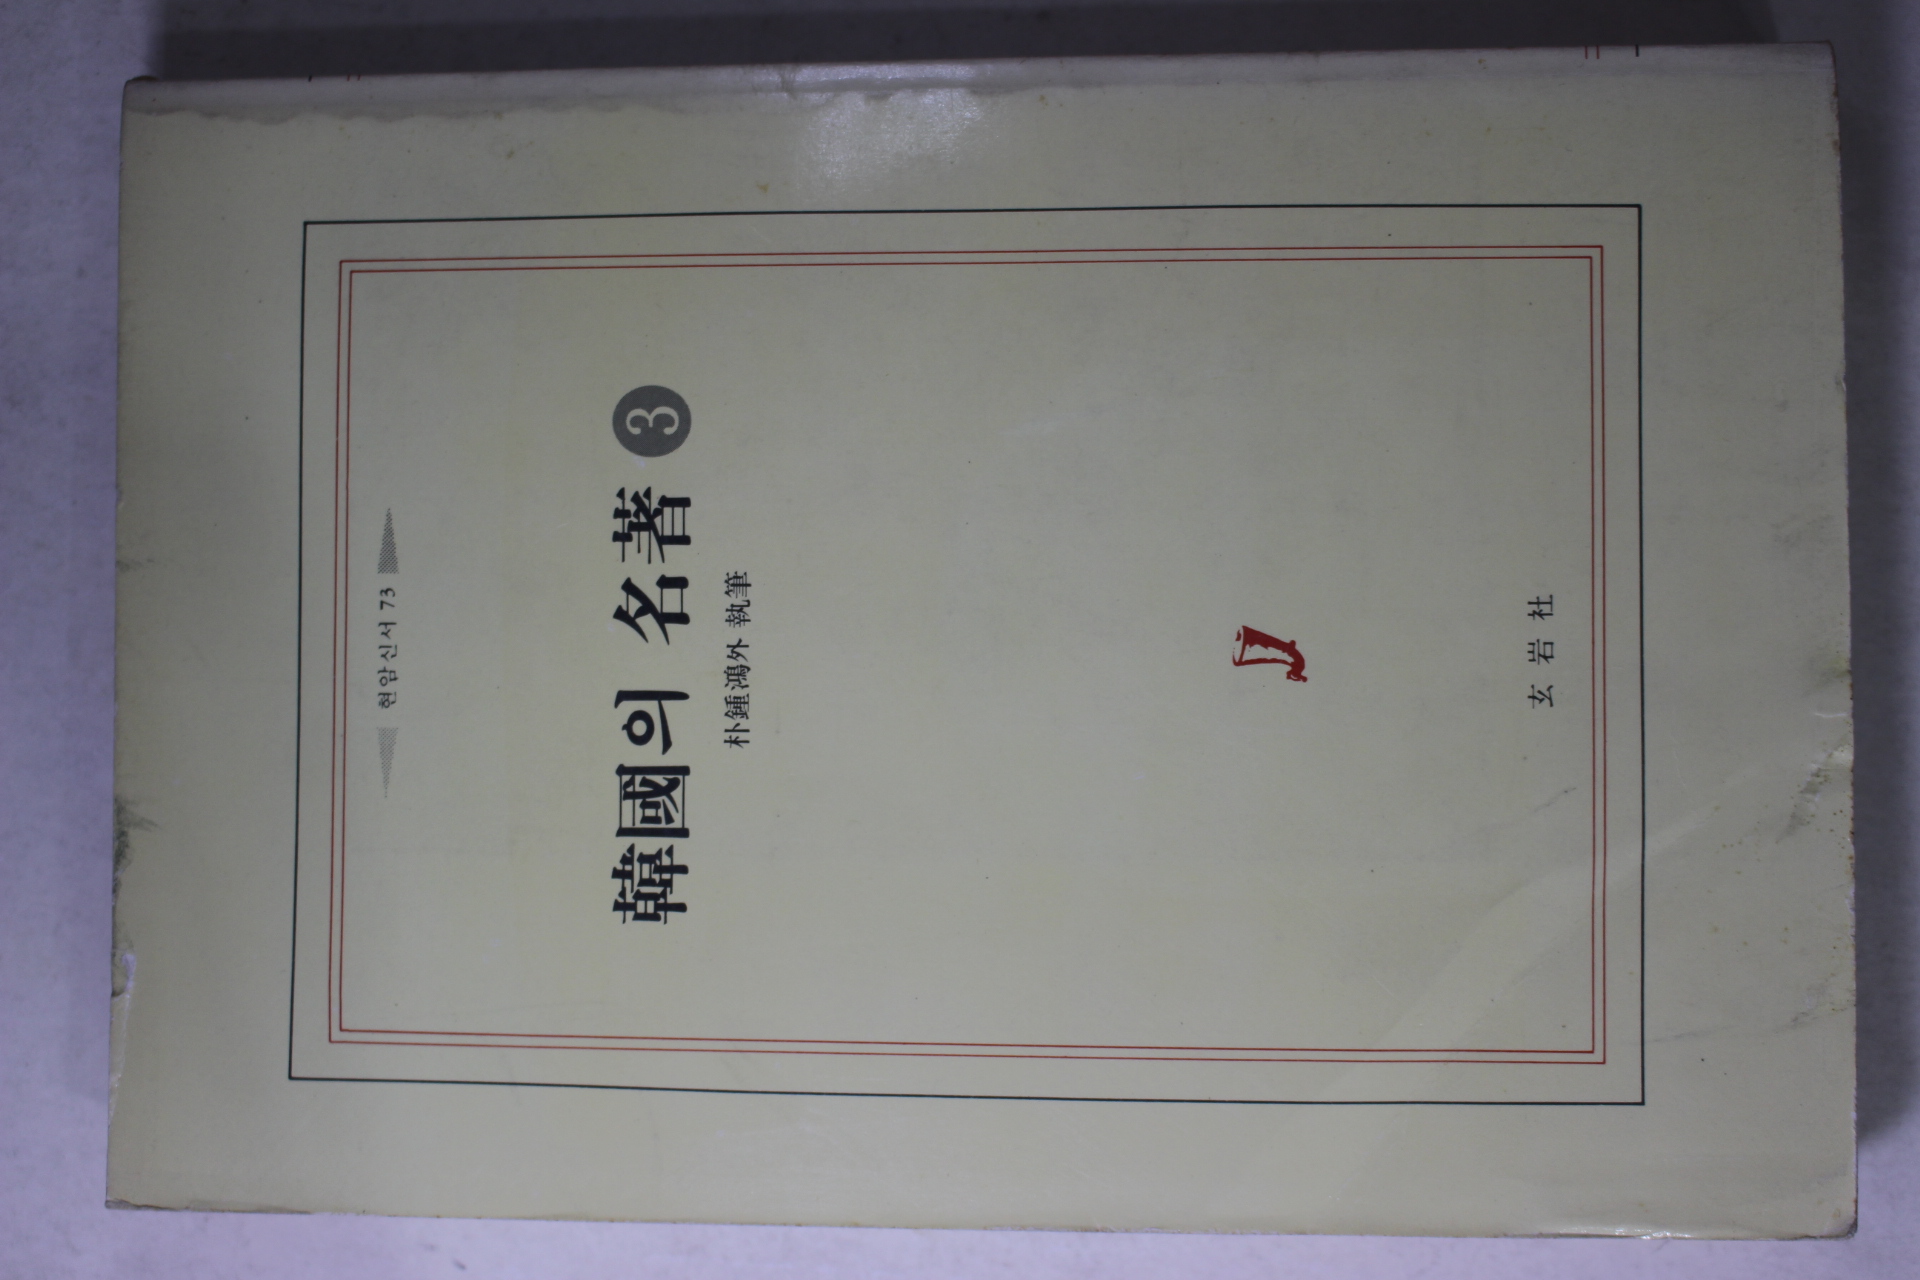 현암신서 73
韓國의 名著 3
朴鍾鴻外 執筆
玄岩社